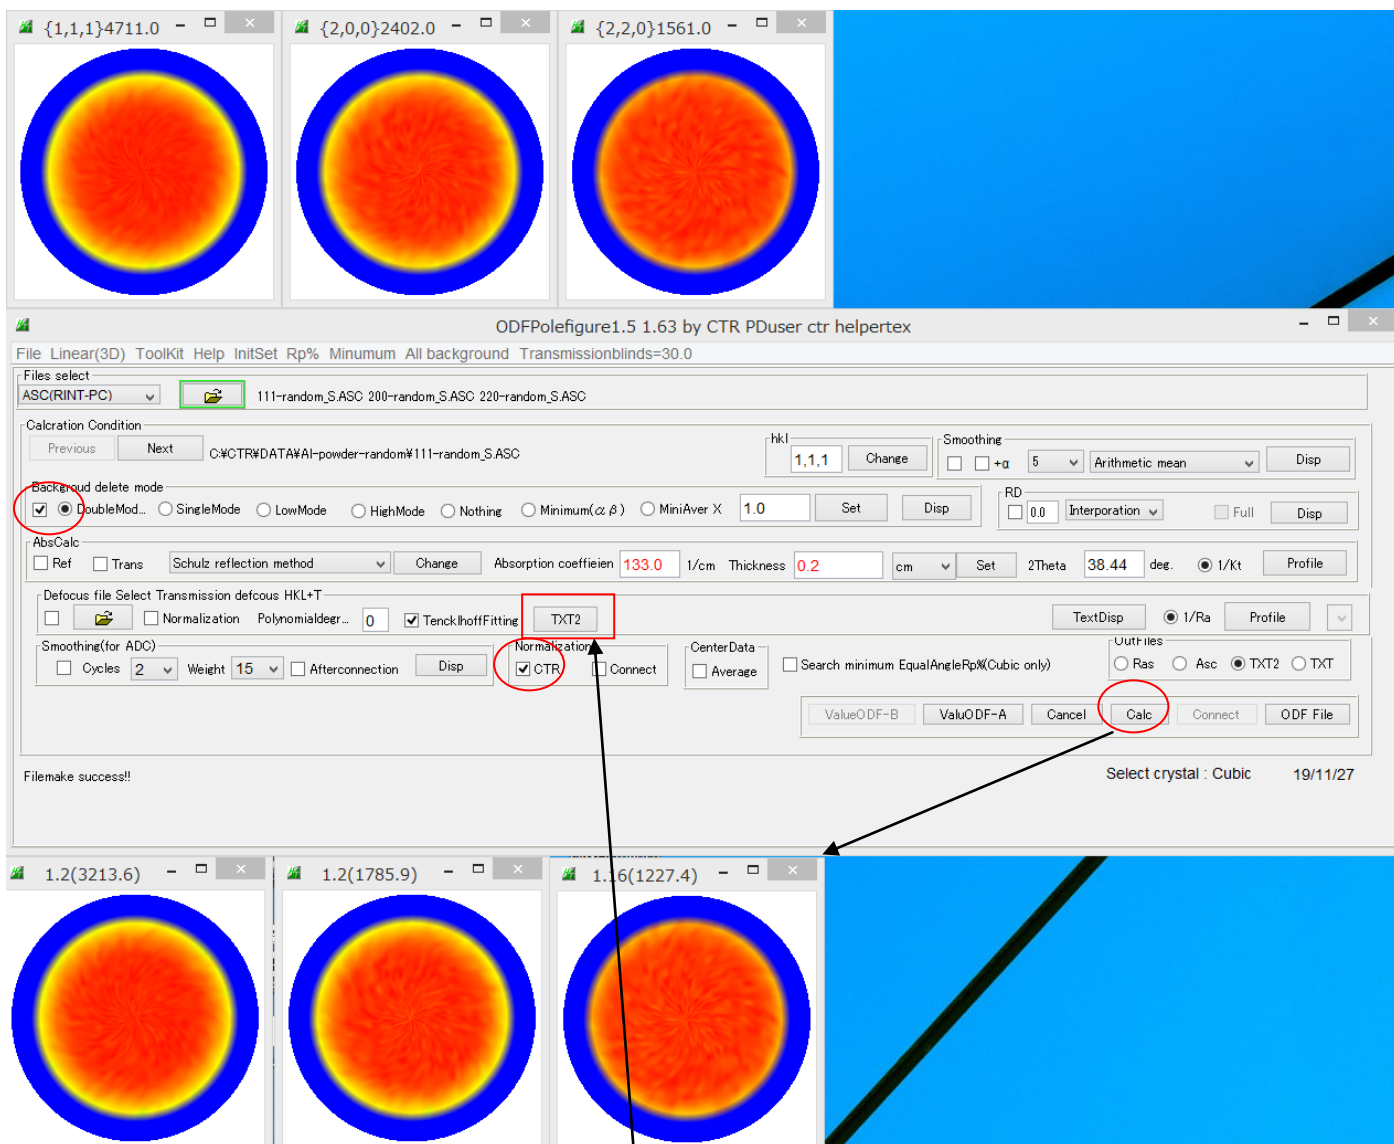 {1,1,1}4711.0
{2,0,0}2402.0
{2,2,0}1561.0
ODFPolefigure1.5 1.63 by CTR PDuser ctr helpertex
File Linear(3D) ToolKit Help InitSet Rp% Minumum All background Transmissionblinds=30.0
Files select
ASC(RINT-PC) 111-random_S.ASC 200-random_S.ASC 220-random_S.ASC
Calcration Condition
Previous Next C:¥CTR¥DATA¥Al-powder-random¥111-random_S.ASC
hkl
1,1,1 Change
Smoothing
+α 5 Arithmetic mean Disp
Backgroud delete mode
DoubleMod... SingleMode LowMode HighMode Nothing Minimum(αβ) MiniAver X 1.0 Set Disp
RD
0.0 Interporation Full Disp
AbsCalc
Ref Trans Schulz reflection method Change Absorption coeffieien 133.0 1/cm Thickness 0.2 cm Set 2Theta 38.44 deg. 1/Kt Profile
Defocus file Select Transmission defcous HKL+T
Normalization Polynomialdegr... 0 TenckIhoffFitting TXT2 TextDisp 1/Ra Profile
Smoothing(for ADC)
Cycles 2 Weight 15 Afterconnection Disp
Normalization
CTR Connect
CenterData
Average
Search minimum EqualAngleRp%(Cubic only)
OutFiles
Ras Asc TXT2 TXT
ValueODF-B ValuODF-A Cancel Calc Connect ODF File
Filemake success!!
Select crystal : Cubic 19/11/27
1.2(3213.6)
1.2(1785.9)
1.16(1227.4)